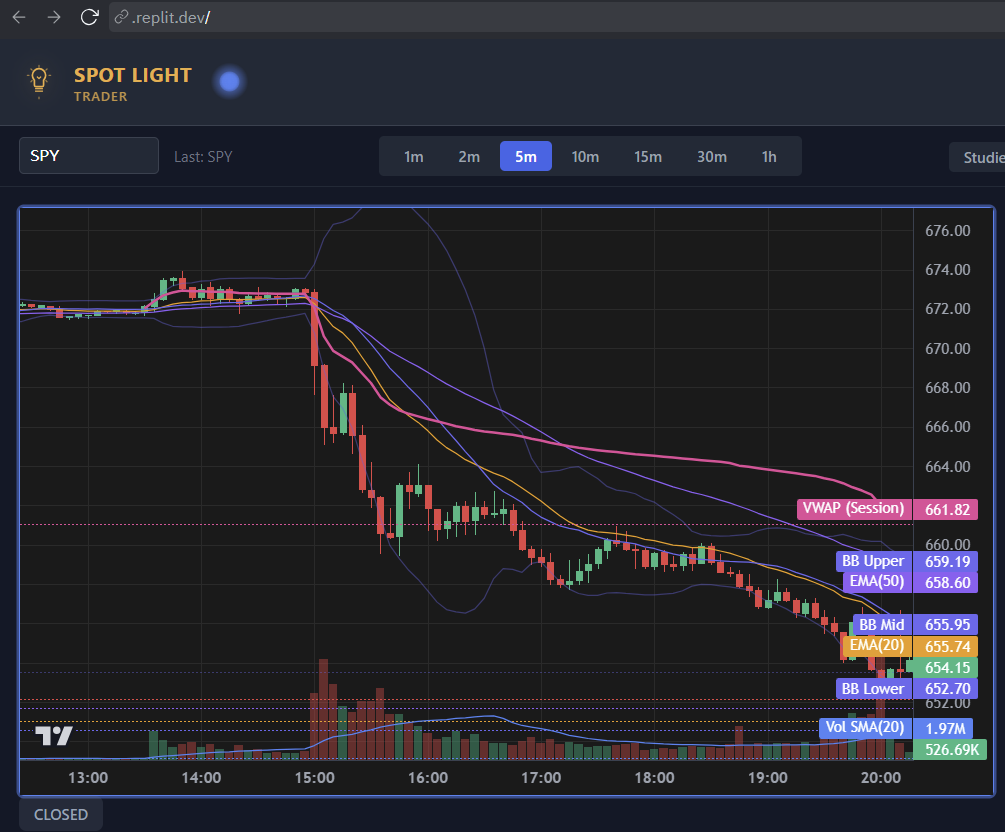 .replit.dev/
SPOT LIGHT
TRADER
SPY
Last: SPY
1m 2m 5m 10m 15m 30m 1h
Studie
676.00
674.00
672.00
670.00
668.00
666.00
664.00
VWAP (Session) 661.82
660.00
BB Upper 659.19
EMA(50) 658.60
BB Mid 655.95
EMA(20) 655.74
654.15
BB Lower 652.70
652.00
Vol SMA(20) 1.97M
526.69K
13:00 14:00 15:00 16:00 17:00 18:00 19:00 20:00
CLOSED